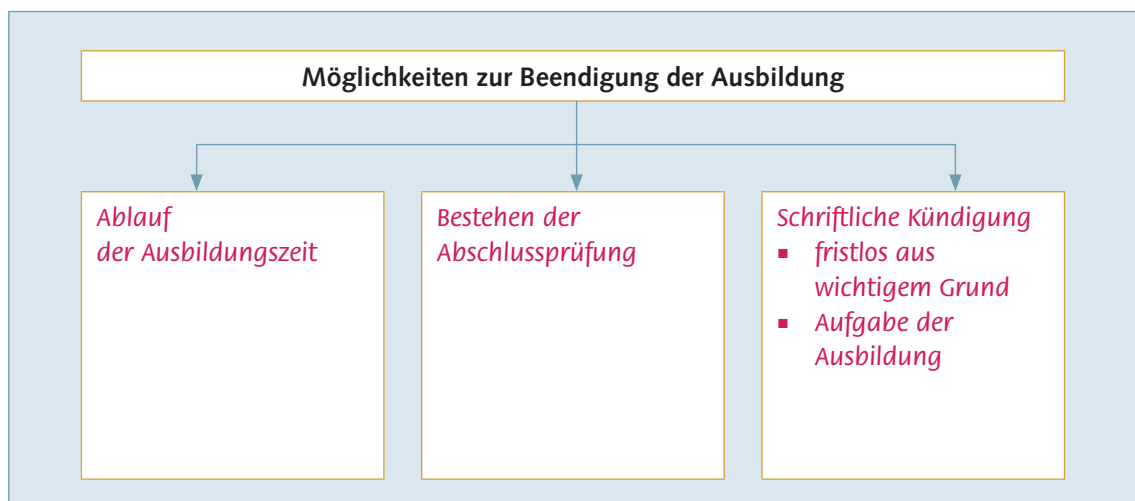 Möglichkeiten zur Beendigung der Ausbildung
Ablauf
der Ausbildungszeit
Bestehen der
Abschlussprüfung
Schriftliche Kündigung
▪ fristlos aus
wichtigem Grund
▪ Aufgabe der
Ausbildung